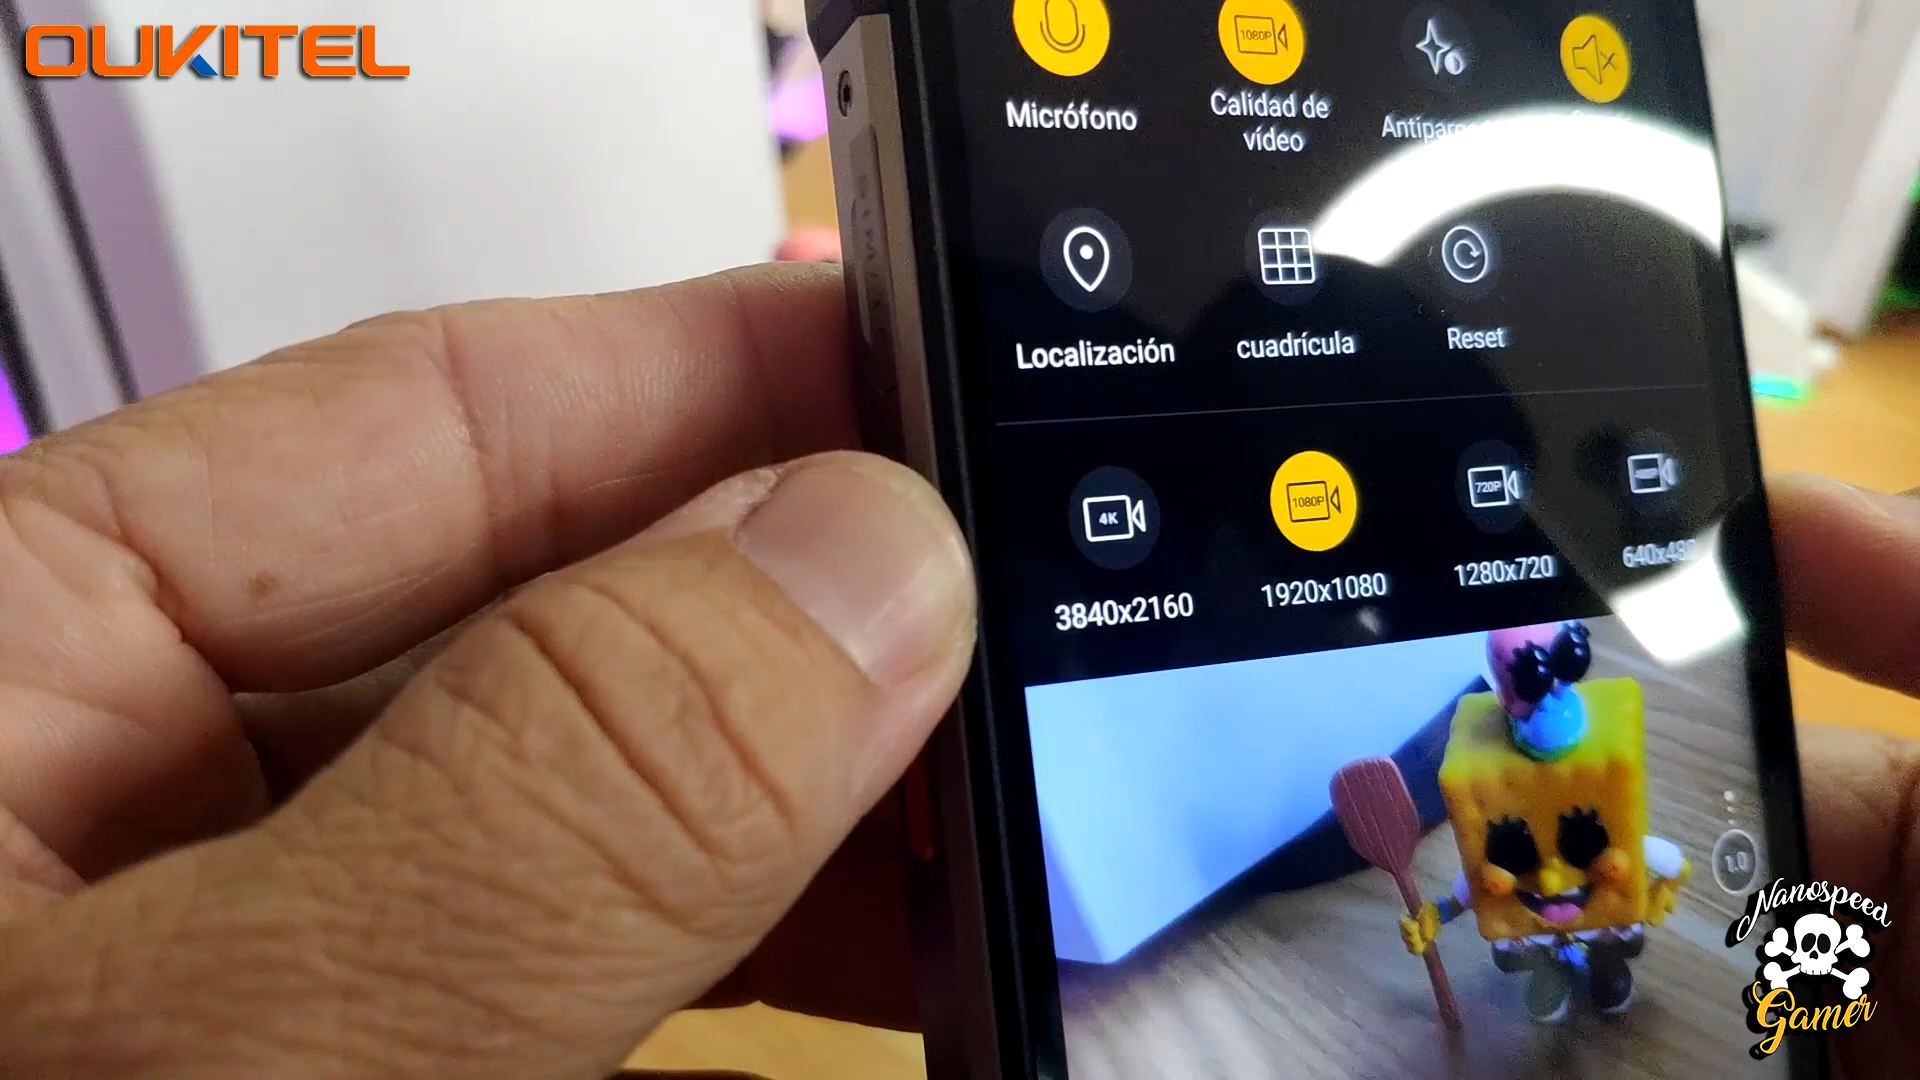 OUKITEL
1080P
Micrófono
Calidad de
vídeo
Localización
cuadrícula
Reset
4K
1080P
720P
3840x2160
1920x1080
1280x720
640x480
1.0
Nanospeed
Gamer